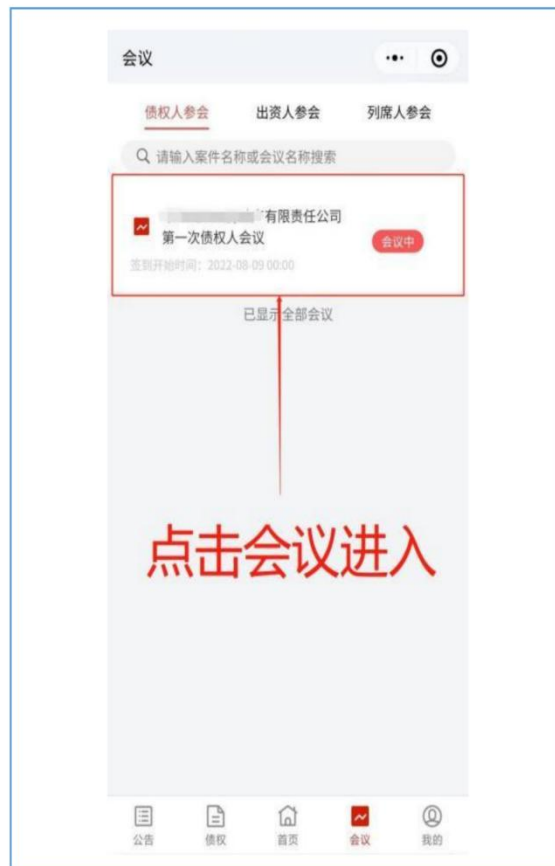 会议
债权人参会 出资人参会 列席人参会
请输入案件名称或会议名称搜索
有限责任公司
第一次债权人会议
会议中
签到开始时间：2022-08-09 00:00
已显示全部会议
点击会议进入
公告 债权 首页 会议 我的